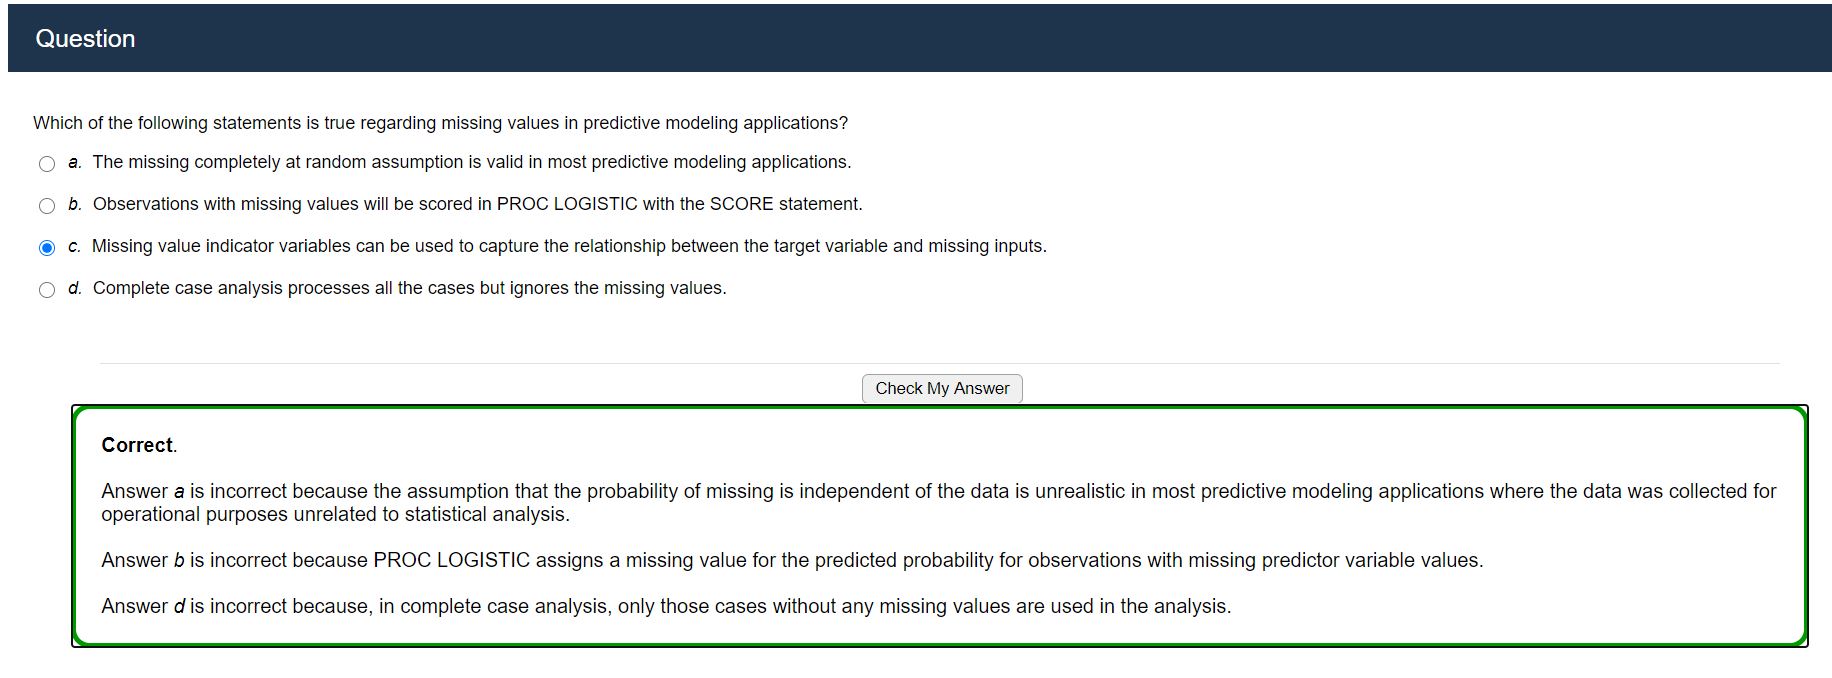 Question
Which of the following statements is true regarding missing values in predictive modeling applications?
a. The missing completely at random assumption is valid in most predictive modeling applications.
b. Observations with missing values will be scored in PROC LOGISTIC with the SCORE statement.
c. Missing value indicator variables can be used to capture the relationship between the target variable and missing inputs.
d. Complete case analysis processes all the cases but ignores the missing values.
Check My Answer
Correct.
Answer a is incorrect because the assumption that the probability of missing is independent of the data is unrealistic in most predictive modeling applications where the data was collected for
operational purposes unrelated to statistical analysis.
Answer b is incorrect because PROC LOGISTIC assigns a missing value for the predicted probability for observations with missing predictor variable values.
Answer d is incorrect because, in complete case analysis, only those cases without any missing values are used in the analysis.